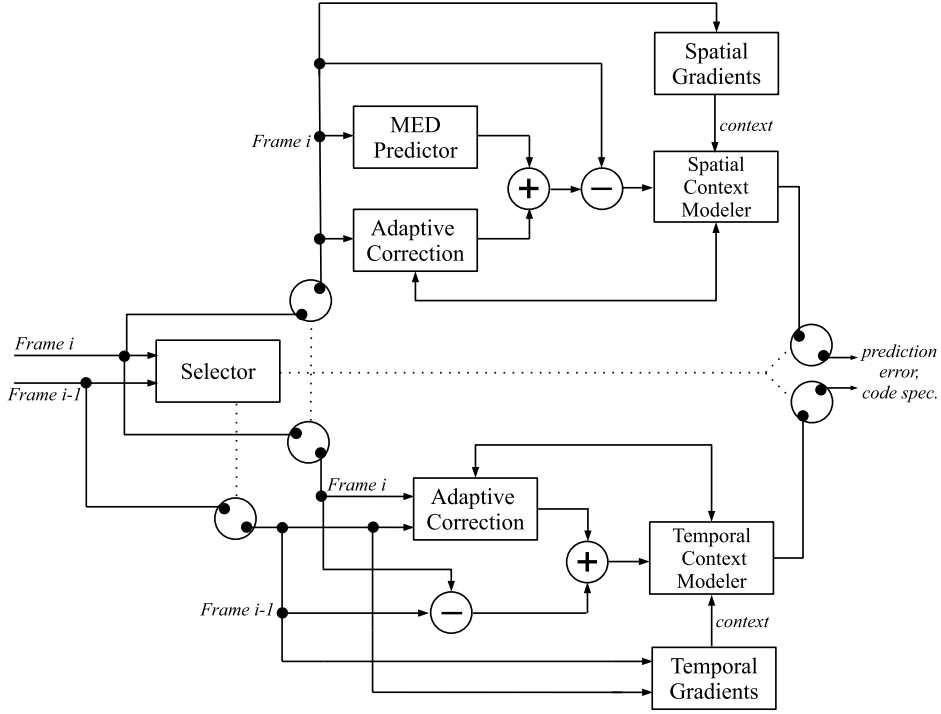 Spatial
Gradients
context
Frame i
MED
Predictor
+
−
Spatial
Context
Modeler
Adaptive
Correction
Frame i
Selector
Frame i-1
prediction
error,
code spec.
Frame i
Adaptive
Correction
+
Temporal
Context
Modeler
Frame i-1
−
context
Temporal
Gradients